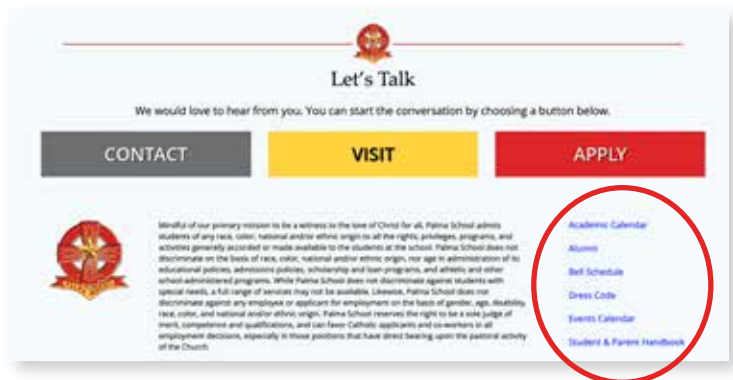 Let's Talk
We would love to hear from you. You can start the conversation by choosing a button below.
CONTACT
VISIT
APPLY
Mindful of our primary mission to be a witness to the love of Christ for all, Palma School admits
students of any race, color, national and/or ethnic origin to all the rights, privileges, programs, and
activities generally accorded or made available to the students at the school. Palma School does not
discriminate on the basis of race, color, national and/or ethnic origin, nor age in administration of its
educational policies, admissions policies, scholarship and loan programs, and athletic and other
school-administered programs. While Palma School does not discriminate against students with
special needs, a full range of services may not be available. Likewise, Palma School does not
discriminate against any employee or applicant for employment on the basis of gender, age, disability,
race, color, and national and/or ethnic origin. Palma School reserves the right to be a sole judge of
merit, competence and qualifications, and can favor Catholic applicants and co-workers in all
employment decisions, especially in those positions that have direct bearing upon the pastoral activity
of the Church.
Academic Calendar
Alumni
Bell Schedule
Dress Code
Events Calendar
Student & Parent Handbook